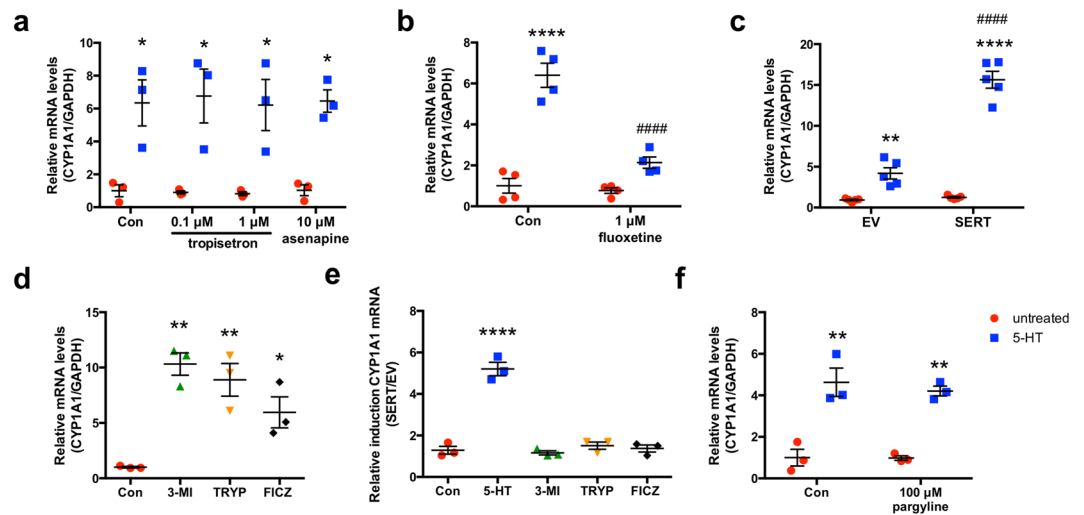 a
Relative mRNA levels
(CYP1A1/GAPDH)
10
8
6
4
2
0
*
*
*
*
Con
0.1 µM
1 µM
10 µM
tropisetron
asenapine
b
Relative mRNA levels
(CYP1A1/GAPDH)
8
6
4
2
0
****
####
Con
1 µM
fluoxetine
c
Relative mRNA levels
(CYP1A1/GAPDH)
20
15
10
5
0
**
####
****
EV
SERT
d
Relative mRNA levels
(CYP1A1/GAPDH)
15
10
5
0
**
**
*
Con
3-MI
TRYP
FICZ
e
Relative induction CYP1A1 mRNA
(SERT/EV)
8
6
4
2
0
****
Con
5-HT
3-MI
TRYP
FICZ
f
Relative mRNA levels
(CYP1A1/GAPDH)
8
6
4
2
0
**
**
Con
100 µM
pargyline
untreated
5-HT